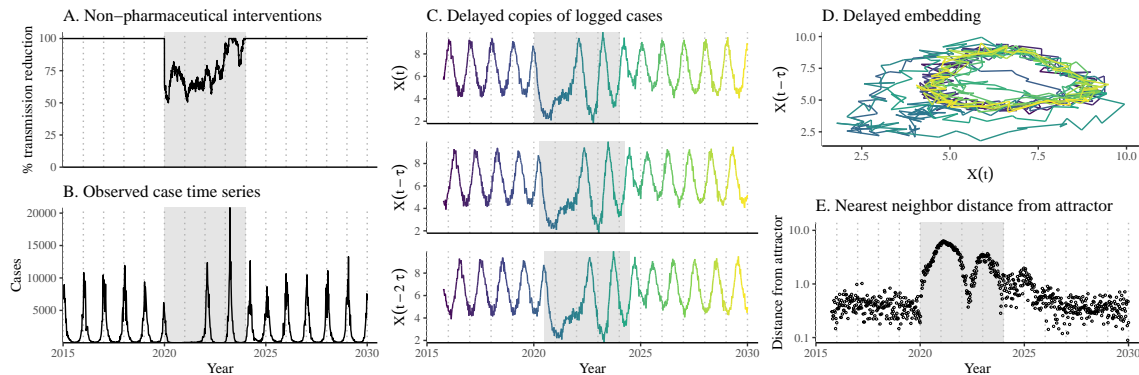 A. Non−pharmaceutical interventions
100
75
50
25
0
% transmission reduction
B. Observed case time series
20000
15000
10000
5000
Cases
2015
2020
2025
2030
Year
C. Delayed copies of logged cases
8
6
4
2
X(t)
8
6
4
2
X(t − τ)
8
6
4
2
X(t − 2 τ)
2015
2020
2025
2030
Year
D. Delayed embedding
10.0
7.5
5.0
2.5
X(t − τ)
2.5
5.0
7.5
10.0
X(t)
E. Nearest neighbor distance from attractor
10.0
1.0
0.1
Distance from attractor
2015
2020
2025
2030
Year